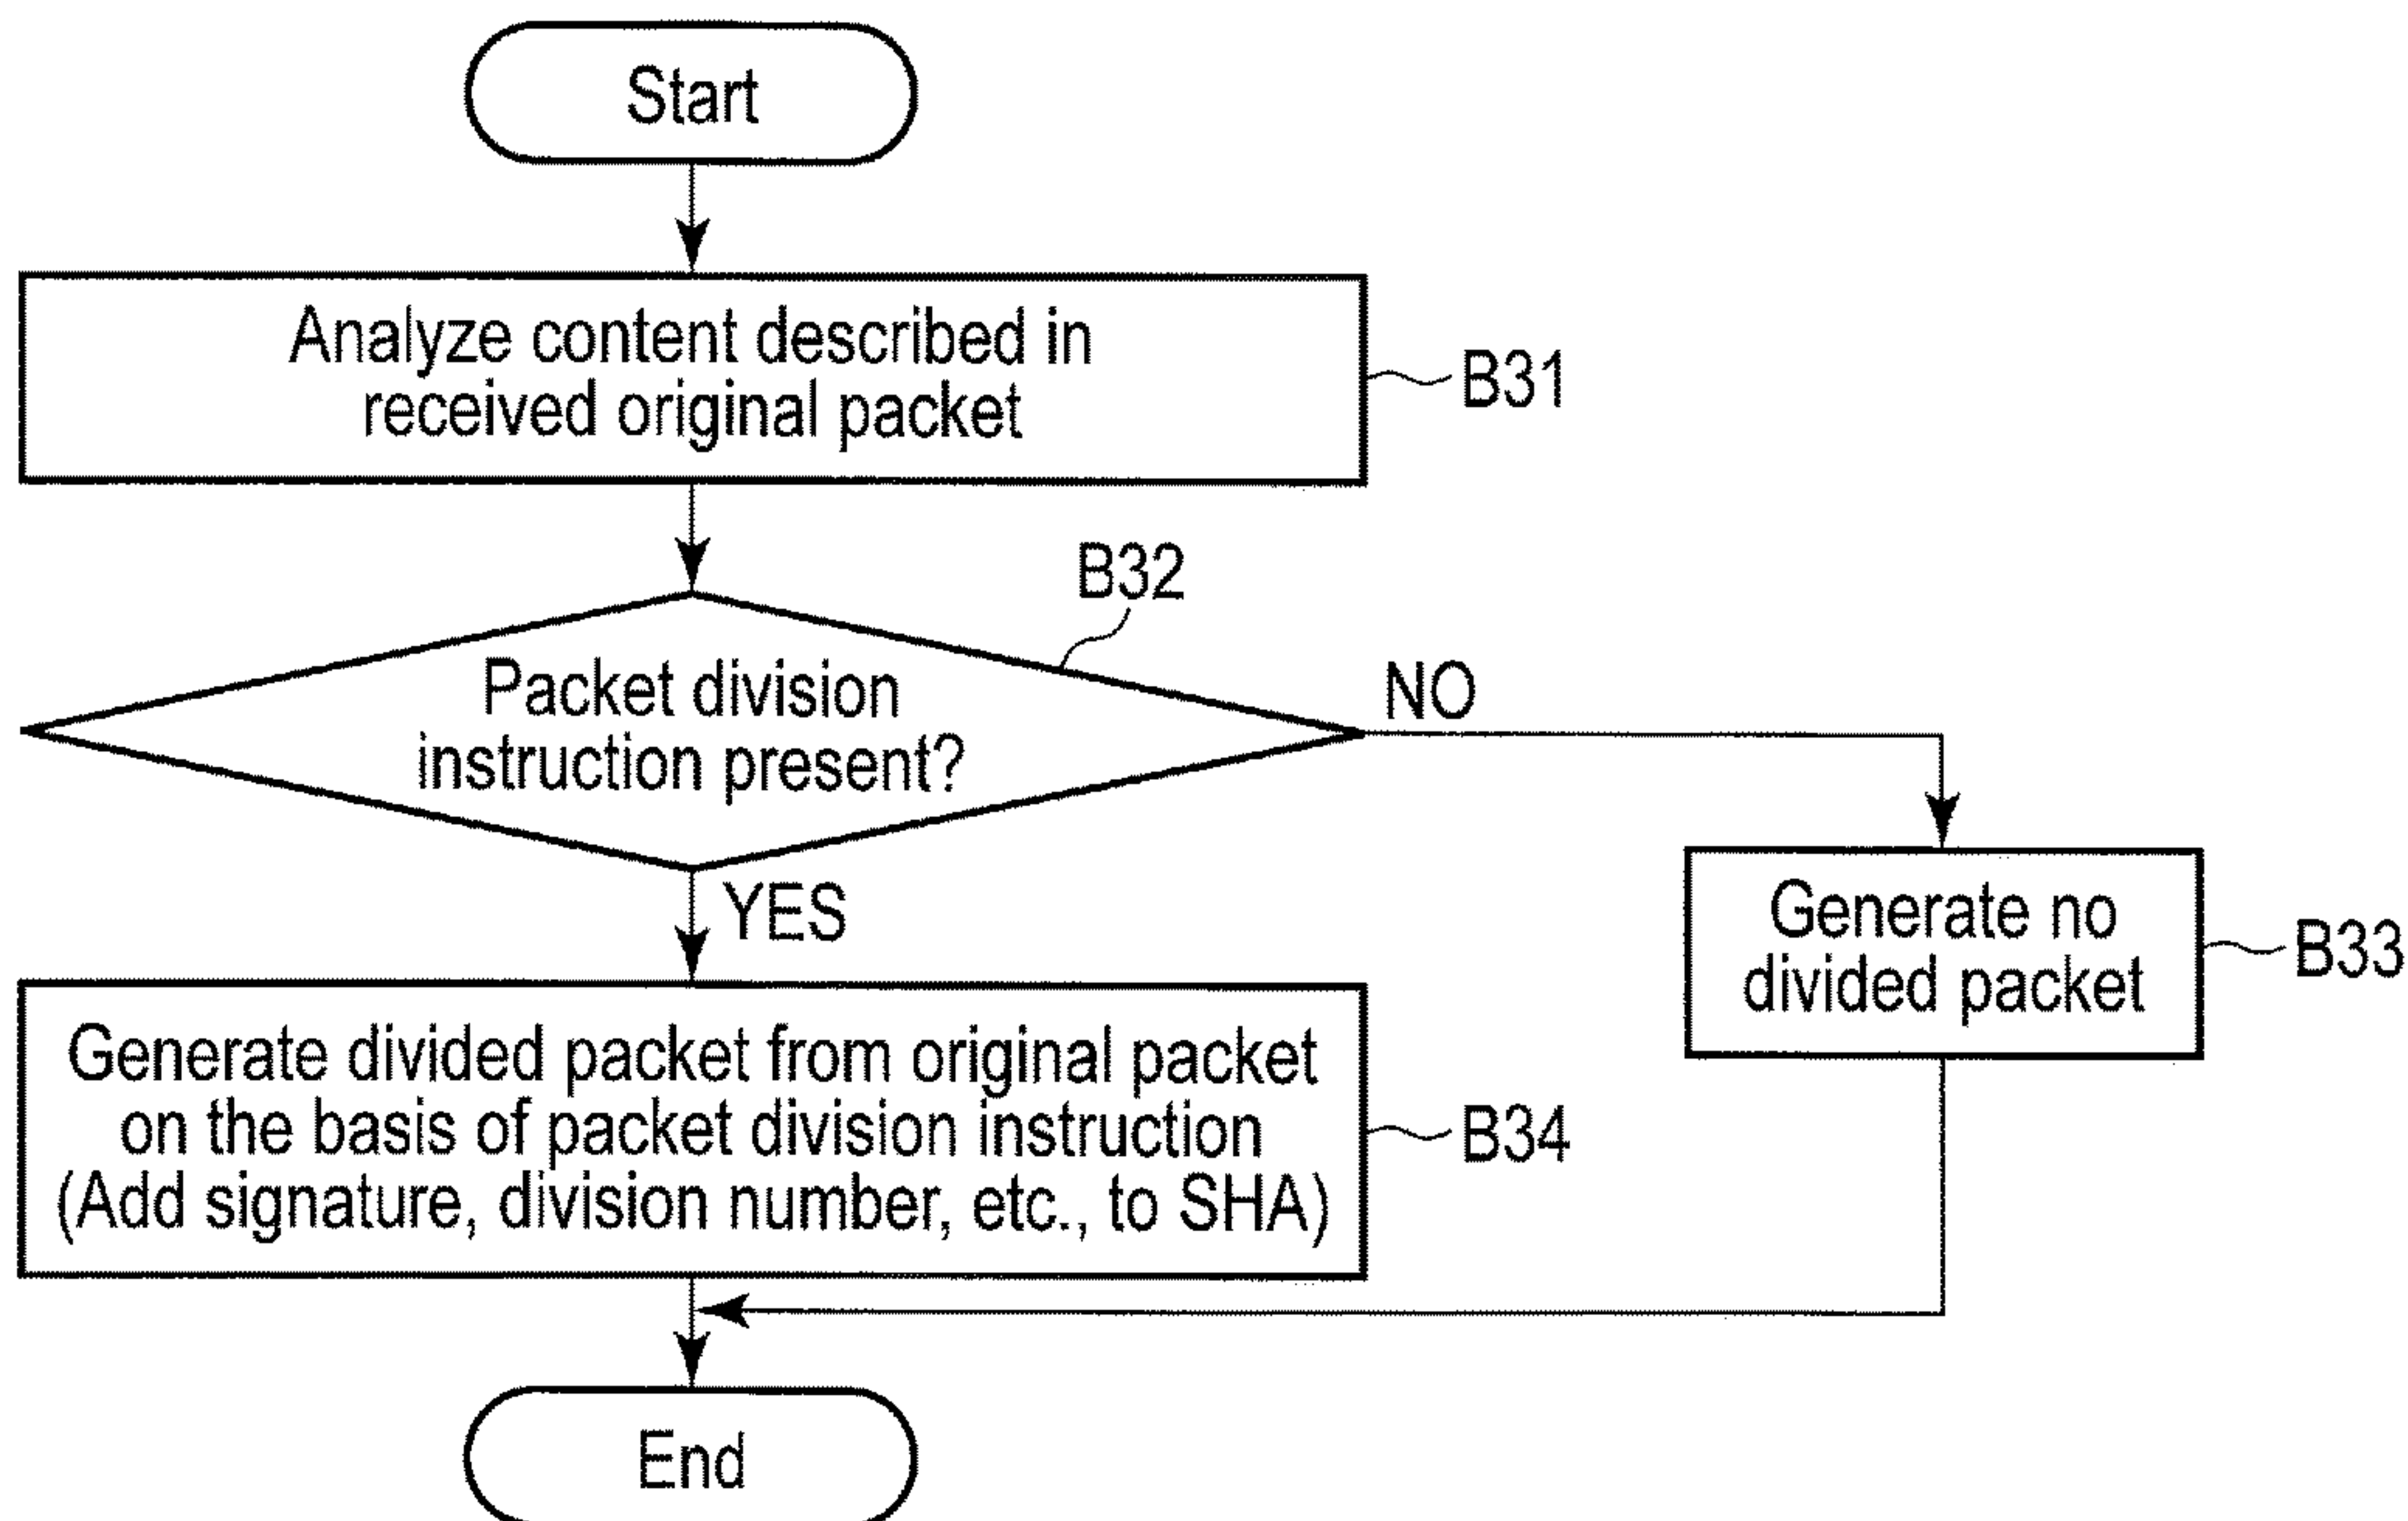 Start
Analyze content described in
received original packet
B31
B32
Packet division
instruction present?
NO
YES
Generate no
divided packet
B33
Generate divided packet from original packet
on the basis of packet division instruction
(Add signature, division number, etc., to SHA)
B34
End